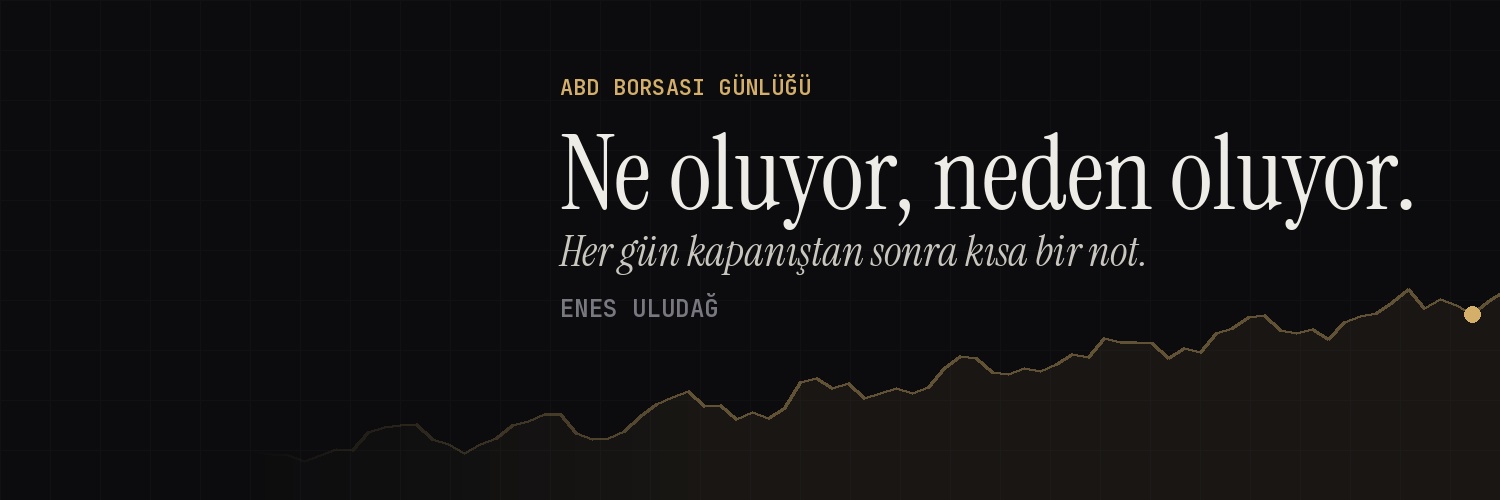 ABD BORSASI GÜNLÜĞÜ
Ne oluyor, neden oluyor.
Her gün kapanıştan sonra kısa bir not.
ENES ULUDAĞ